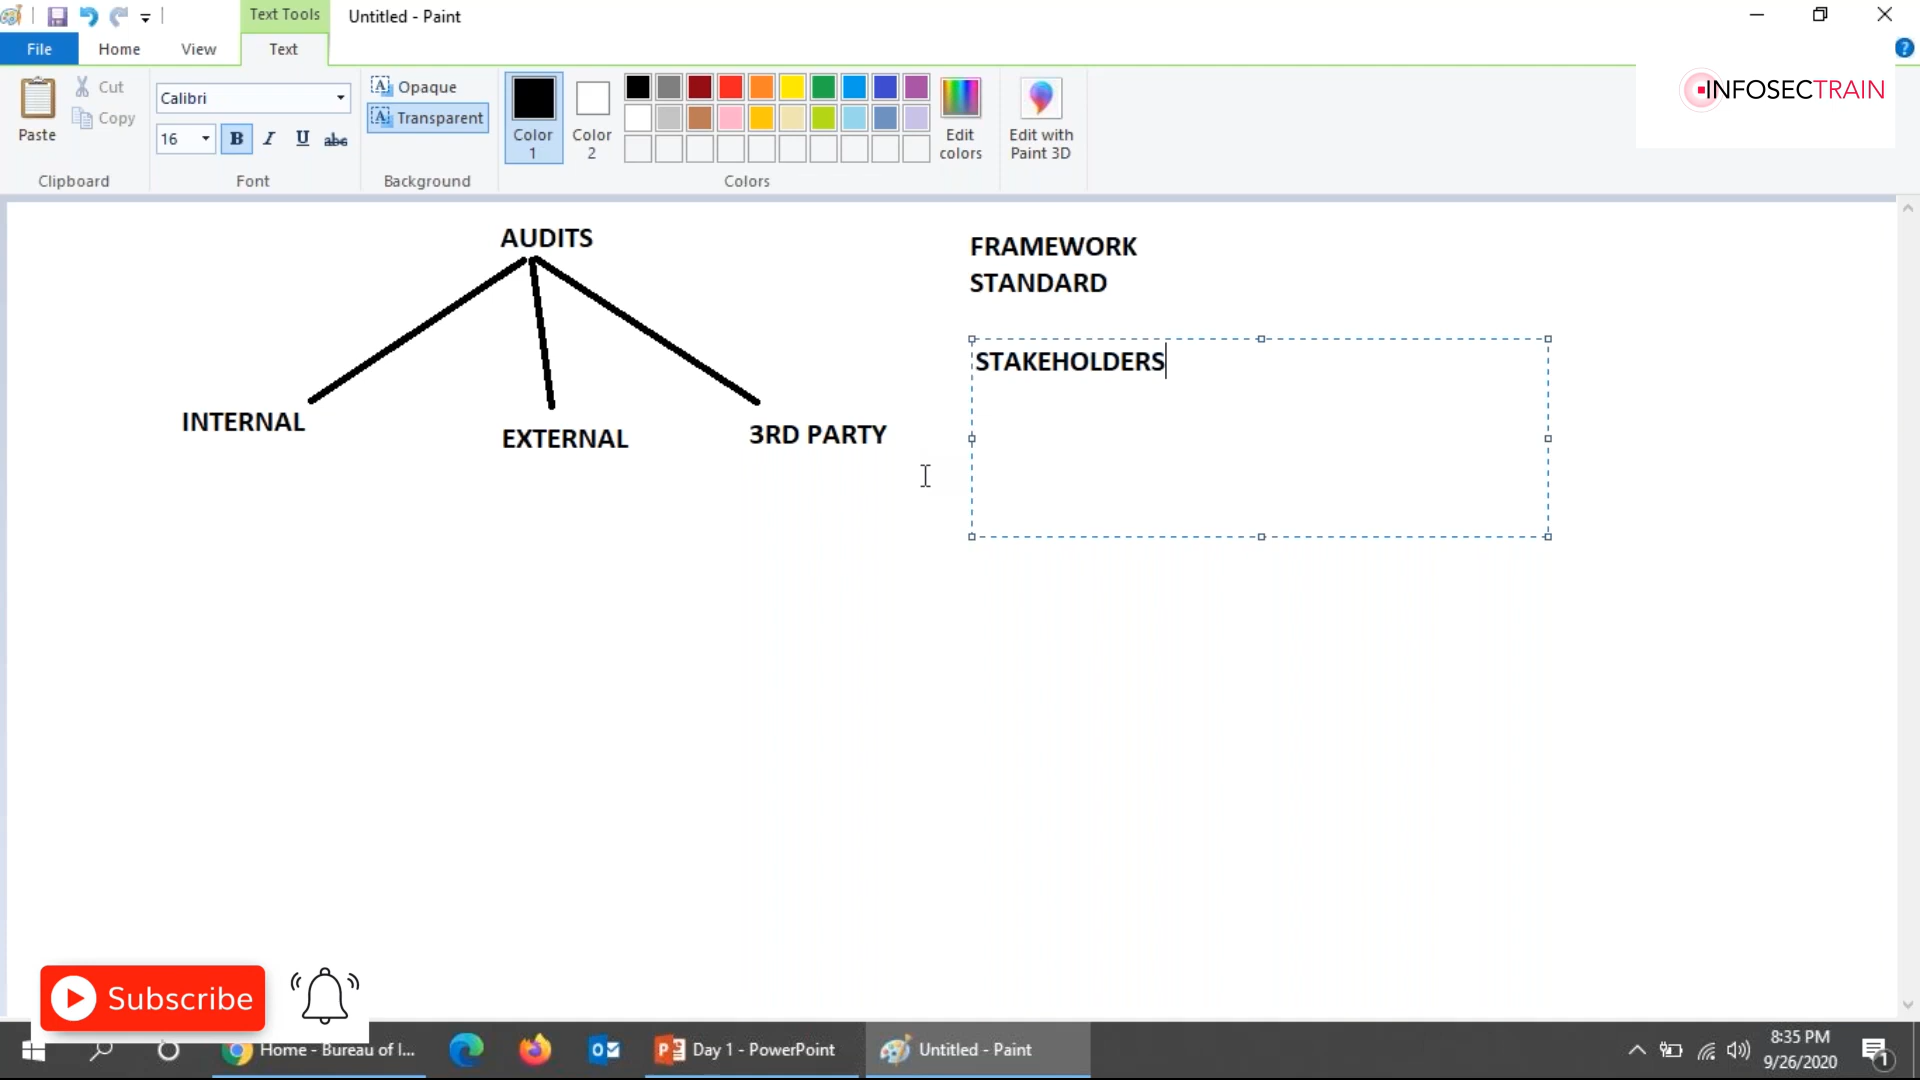 Text Tools
Untitled - Paint
File
Home
View
Text
Paste
Cut
Copy
Clipboard
Calibri
16
B
I
U
abc
Font
A Opaque
A Transparent
Background
Color
1
Color
2
Colors
Edit
colors
Edit with
Paint 3D
INFOSECTRAIN
AUDITS
INTERNAL
EXTERNAL
3RD PARTY
FRAMEWORK
STANDARD
STAKEHOLDERS
Subscribe
Home - Bureau of I...
Day 1 - PowerPoint
Untitled - Paint
8:35 PM
9/26/2020
1